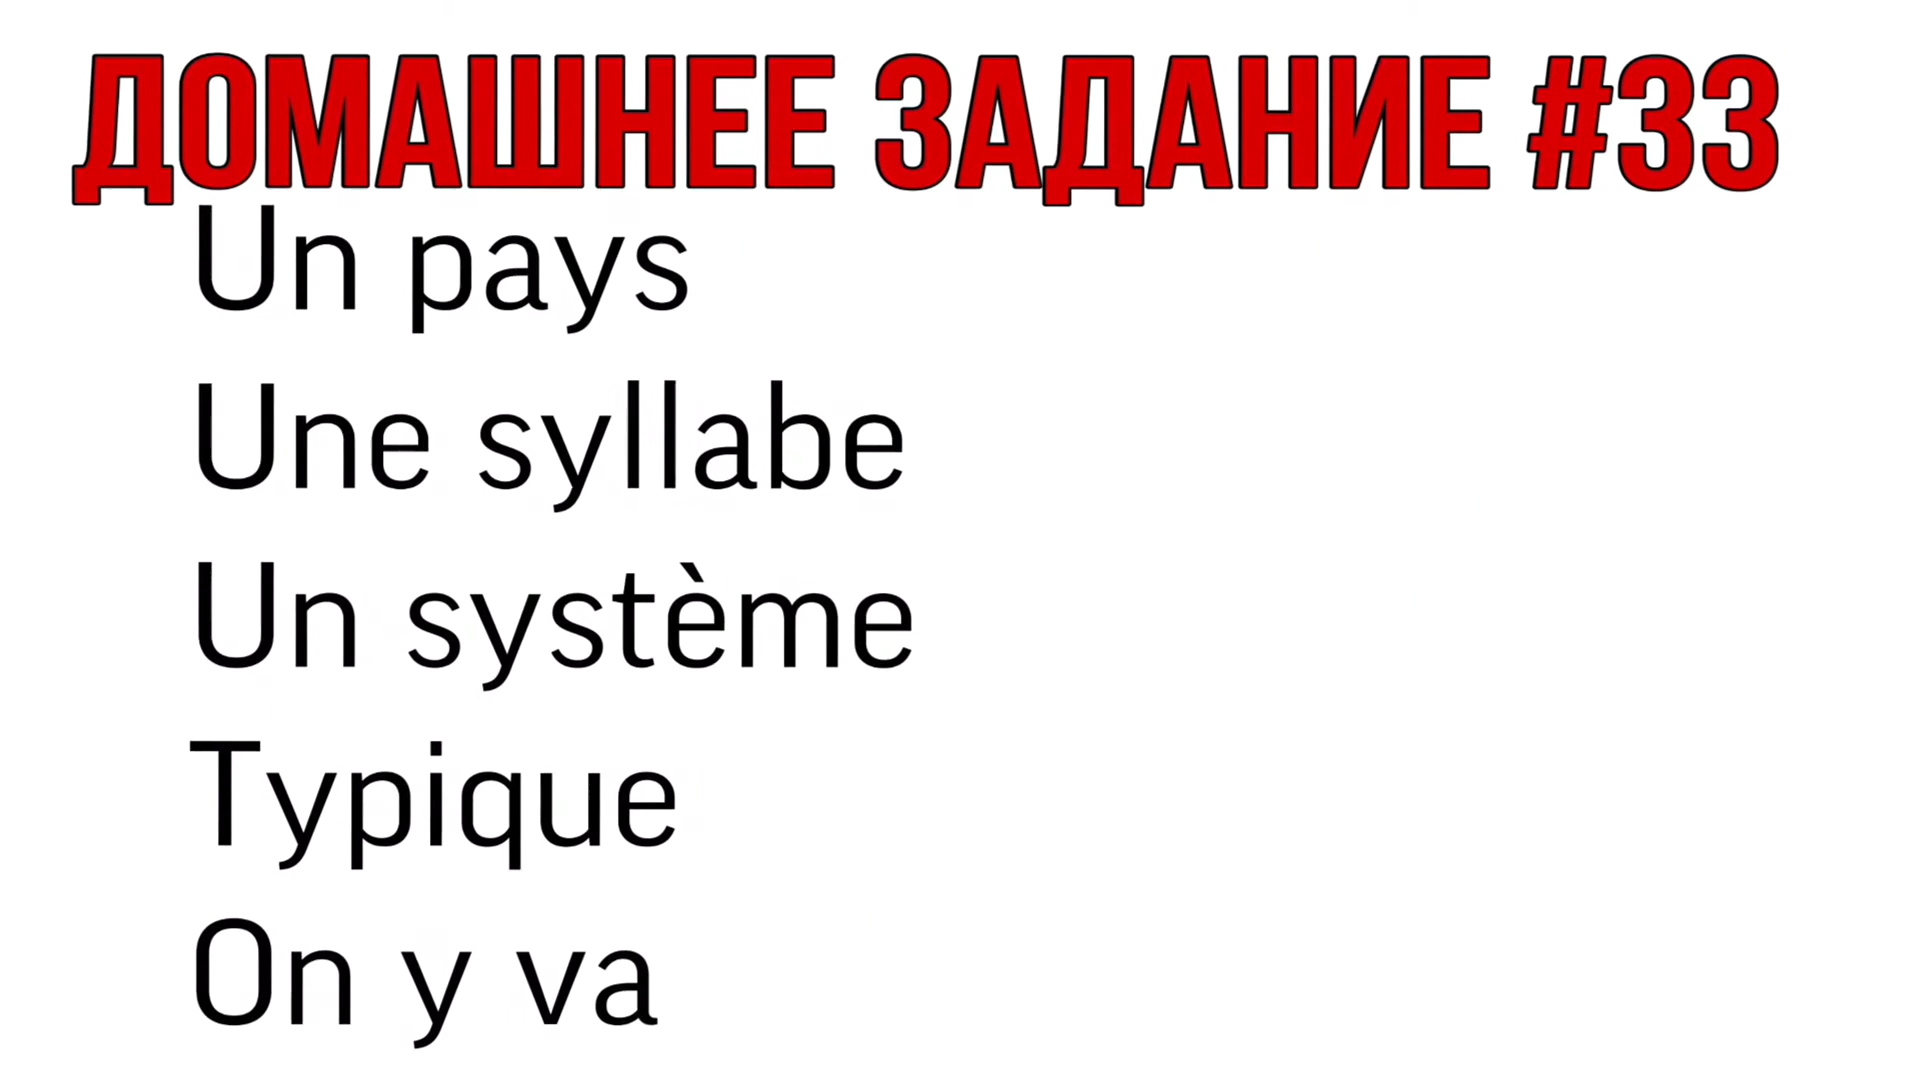 ДОМАШНЕЕ ЗАДАНИЕ #33
Un pays
Une syllabe
Un système
Typique
On y va